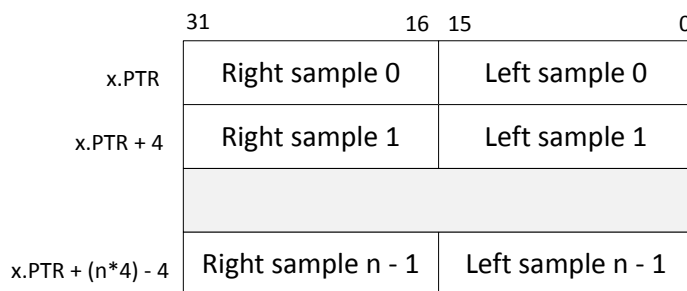 31 16 15 0
x.PTR Right sample 0 Left sample 0
x.PTR + 4 Right sample 1 Left sample 1
x.PTR + (n*4) - 4 Right sample n - 1 Left sample n - 1